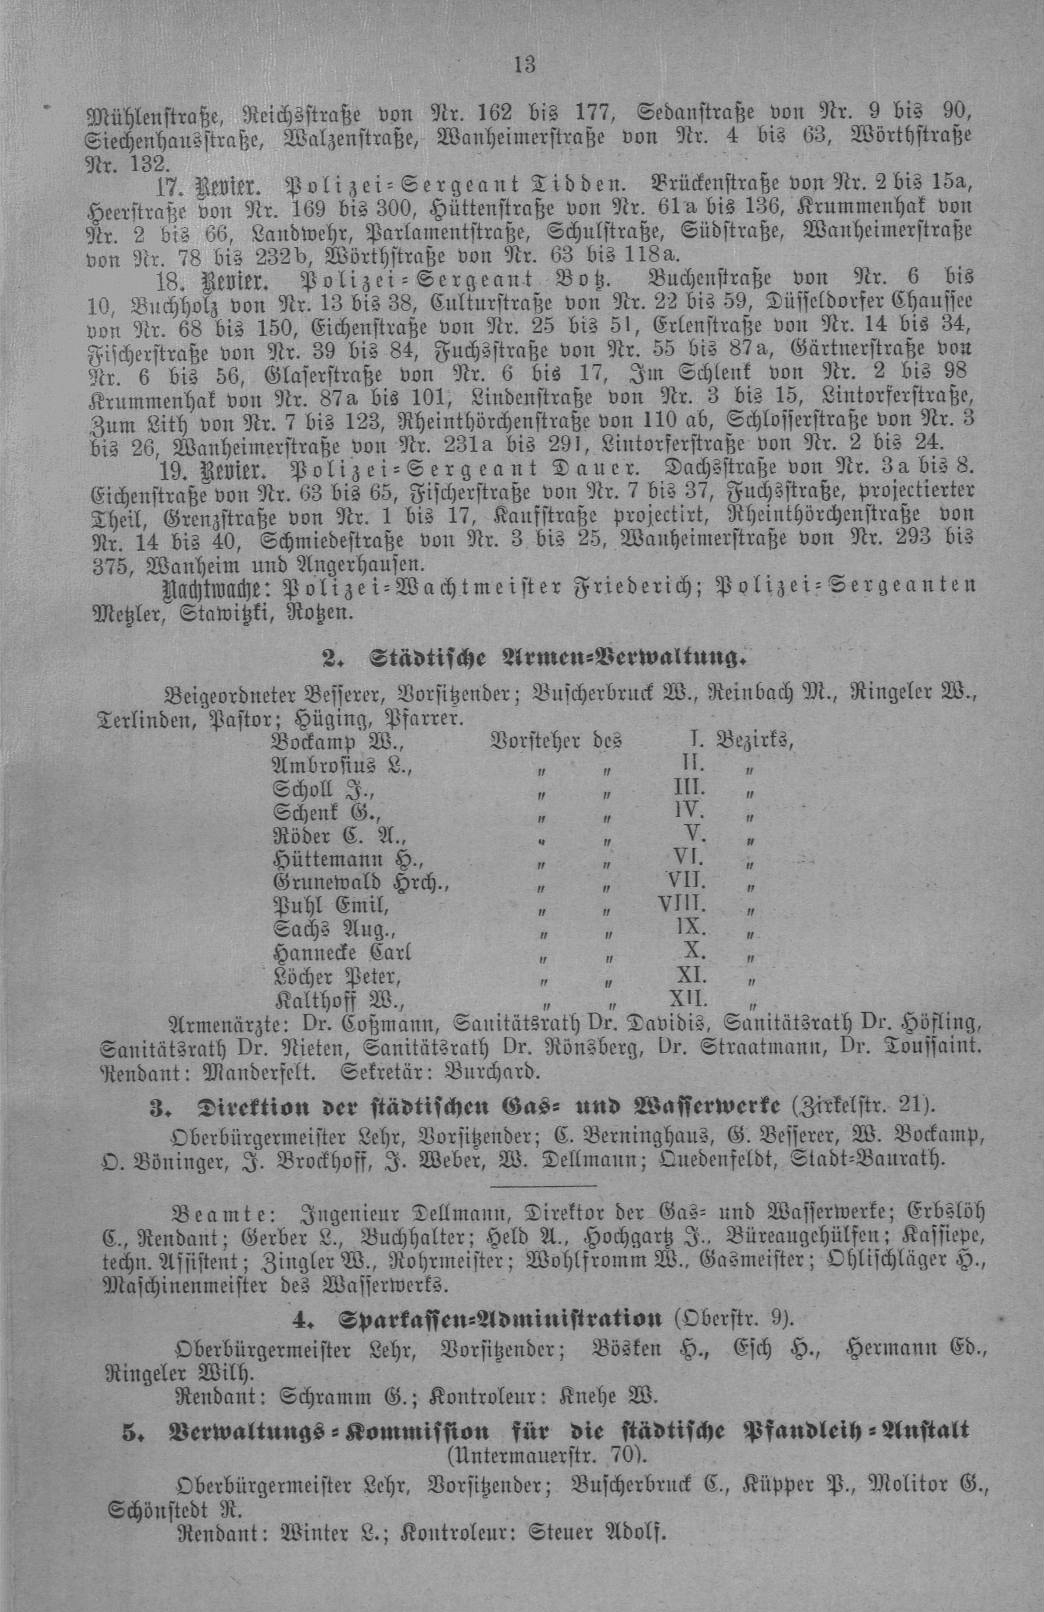 13
Mühlenstraße, Reichsstraße von Nr. 162 bis 177, Sedanstraße von Nr. 9 bis 90,
Siechenhausstraße, Walzenstraße, Wanheimerstraße von Nr. 4 bis 63, Wörthstraße
Nr. 132.
17. Revier. Polizei-Sergeant Tidden. Brückenstraße von Nr. 2 bis 15a,
Heerstraße von Nr. 169 bis 300, Hüttenstraße von Nr. 61a bis 136, Krummenhak von
Nr. 2 bis 66, Landwehr, Parlamentstraße, Schulstraße, Südstraße, Wanheimerstraße
von Nr. 78 bis 232b, Wörthstraße von Nr. 63 bis 118a.
18. Revier. Polizei-Sergeant Botz. Buchenstraße von Nr. 6 bis
10, Buchholz von Nr. 13 bis 38, Culturstraße von Nr. 22 bis 59, Düsseldorfer Chaussee
von Nr. 68 bis 150, Eichenstraße von Nr. 25 bis 51, Erlenstraße von Nr. 14 bis 34,
Fischerstraße von Nr. 39 bis 84, Fuchsstraße von Nr. 55 bis 87a, Gärtnerstraße von
Nr. 6 bis 56, Glaserstraße von Nr. 6 bis 17, Im Schlenk von Nr. 2 bis 98
Krummenhak von Nr. 87a bis 101, Lindenstraße von Nr. 3 bis 15, Lintorferstraße,
Zum Lith von Nr. 7 bis 123, Rheinthörchenstraße von 110 ab, Schlosserstraße von Nr. 3
bis 26, Wanheimerstraße von Nr. 231a bis 291, Lintorferstraße von Nr. 2 bis 24.
19. Revier. Polizei-Sergeant Dauer. Dachsstraße von Nr. 3a bis 8.
Eichenstraße von Nr. 63 bis 65, Fischerstraße von Nr. 7 bis 37, Fuchsstraße, projectierter
Theil, Grenzstraße von Nr. 1 bis 17, Kaufstraße projectirt, Rheinthörchenstraße von
Nr. 14 bis 40, Schmiedestraße von Nr. 3 bis 25, Wanheimerstraße von Nr. 293 bis
375, Wanheim und Angerhausen.
Nachtwache: Polizei-Wachtmeister Friederich; Polizei-Sergeanten
Metzler, Stawitzki, Rotzen.
2. Städtische Armen-Verwaltung.
Beigeordneter Besserer, Vorsitzender; Buscherbruck W., Reinbach M., Ringeler W.,
Terlinden, Pastor; Hüging, Pfarrer.
Bockamp W., Vorsteher des I. Bezirks,
Ambrosius L., „ „ II. „
Scholl J., „ „ III. „
Schenk G., „ „ IV. „
Röder C. A., „ „ V. „
Hüttemann H., „ „ VI. „
Grunewald Hrch., „ „ VII. „
Puhl Emil, „ „ VIII. „
Sachs Aug., „ „ IX. „
Hannecke Carl „ „ X. „
Löcher Peter, „ „ XI. „
Kalthoff W., „ „ XII. „
Armenärzte: Dr. Coßmann, Sanitätsrath Dr. Davidis, Sanitätsrath Dr. Höfling,
Sanitätsrath Dr. Nieten, Sanitätsrath Dr. Rönsberg, Dr. Straatmann, Dr. Toussaint.
Rendant: Manderfelt. Sekretär: Burchard.
3. Direktion der städtischen Gas- und Wasserwerke (Zirkelstr. 21).
Oberbürgermeister Lehr, Vorsitzender; C. Berninghaus, G. Besserer, W. Bockamp,
O. Böninger, J. Brockhoff, J. Weber, W. Dellmann; Quedenfeldt, Stadt-Baurath.
Beamte: Ingenieur Dellmann, Direktor der Gas- und Wasserwerke; Erbslöh
C., Rendant; Gerber L., Buchhalter; Held A., Hochgartz J., Büreaugehülfen; Kassiepe,
techn. Assistent; Zingler W., Rohrmeister; Wohlfromm W., Gasmeister; Ohlischläger H.,
Maschinenmeister des Wasserwerks.
4. Sparkassen-Administration (Oberstr. 9).
Oberbürgermeister Lehr, Vorsitzender; Bösken H., Esch H., Hermann Ed.,
Ringeler Wilh.
Rendant: Schramm G.; Kontroleur: Knehe W.
5. Verwaltungs-Kommission für die städtische Pfandleih-Anstalt
(Untermauerstr. 70).
Oberbürgermeister Lehr, Vorsitzender; Buscherbruck C., Küpper P., Molitor G.,
Schönstedt R.
Rendant: Winter L.; Kontroleur: Steuer Adolf.